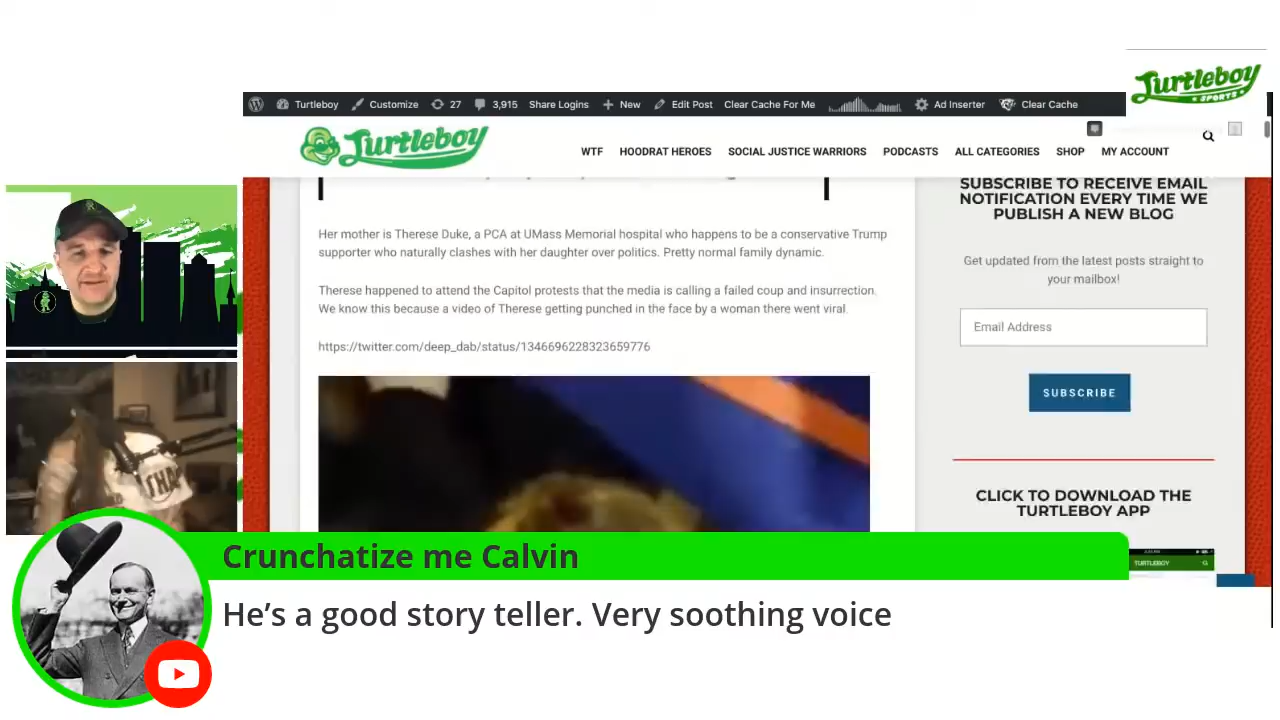 Turtleboy
SPORTS
Turtleboy
Customize
27
3,915
Share Logins
New
Edit Post
Clear Cache For Me
Ad Inserter
Clear Cache
Turtleboy
WTF
HOODRAT HEROES
SOCIAL JUSTICE WARRIORS
PODCASTS
ALL CATEGORIES
SHOP
MY ACCOUNT
Her mother is Therese Duke, a PCA at UMass Memorial hospital who happens to be a conservative Trump
supporter who naturally clashes with her daughter over politics. Pretty normal family dynamic.
Therese happened to attend the Capitol protests that the media is calling a failed coup and insurrection.
We know this because a video of Therese getting punched in the face by a woman there went viral.
https://twitter.com/deep_dab/status/1346696228323659776
SUBSCRIBE TO RECEIVE EMAIL
NOTIFICATION EVERY TIME WE
PUBLISH A NEW BLOG
Get updated from the latest posts straight to
your mailbox!
Email Address
SUBSCRIBE
CLICK TO DOWNLOAD THE
TURTLEBOY APP
TURTLEBOY
THA
Crunchatize me Calvin
He's a good story teller. Very soothing voice